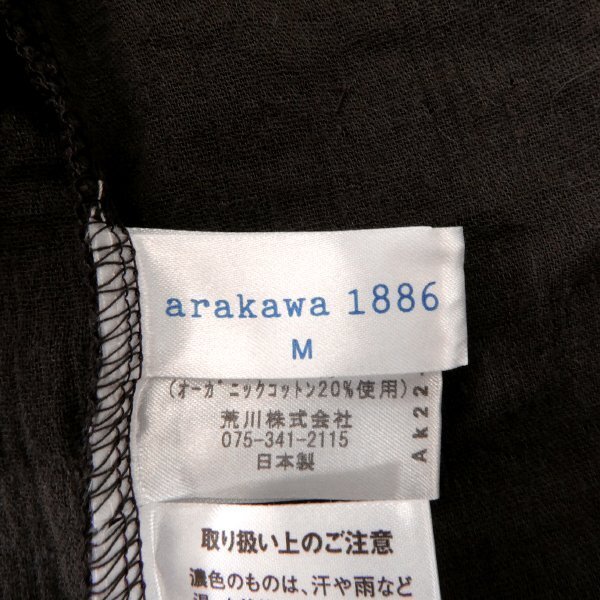 arakawa 1886
M
(オーガニックコットン20%使用)
荒川株式会社
075-341-2115
日本製
Ak22
取り扱い上のご注意
濃色のものは、汗や雨など